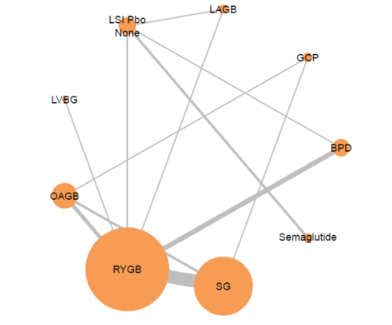 LAGB
LSI Pbo
None
GCP
LVBG
BPD
OAGB
Semaglutide
RYGB
SG